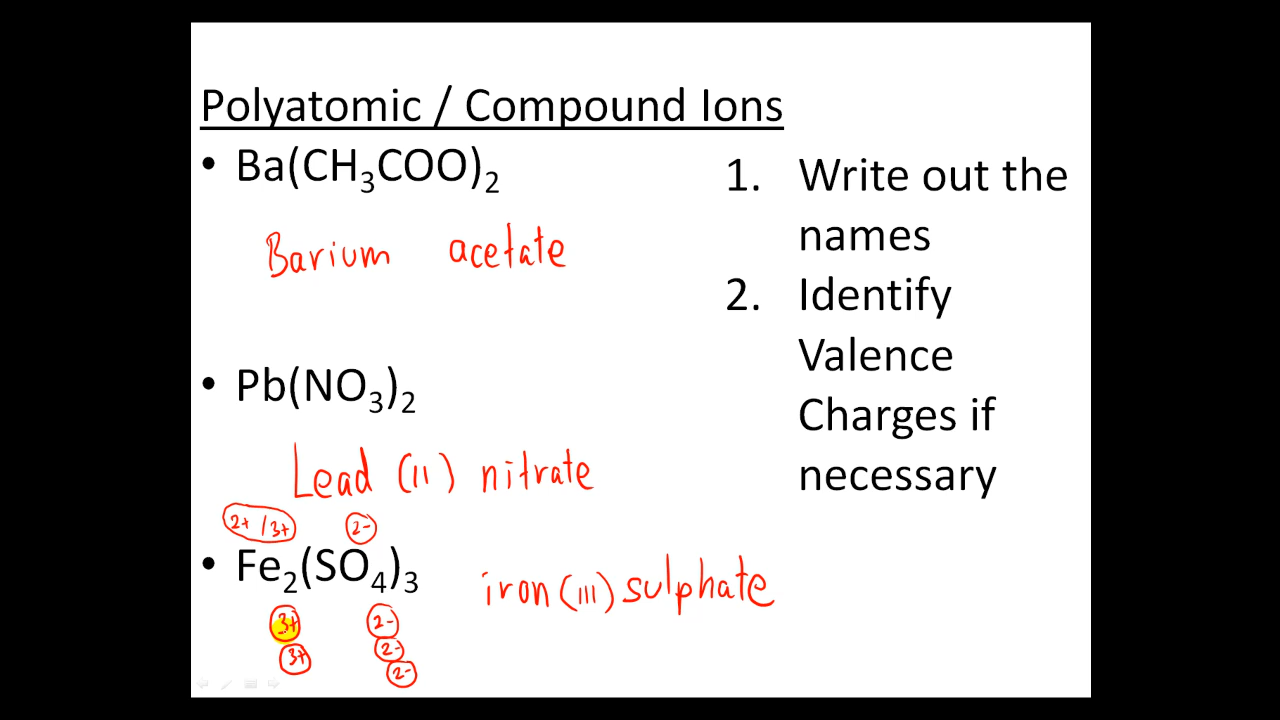 Polyatomic / Compound Ions
• Ba(CH₃COO)₂
Barium acetate
• Pb(NO₃)₂
Lead (II) nitrate
2+ / 3+ 2-
• Fe₂(SO₄)₃
iron (III) sulphate
3+ 2-
3+ 2-
2-
1. Write out the
names
2. Identify
Valence
Charges if
necessary